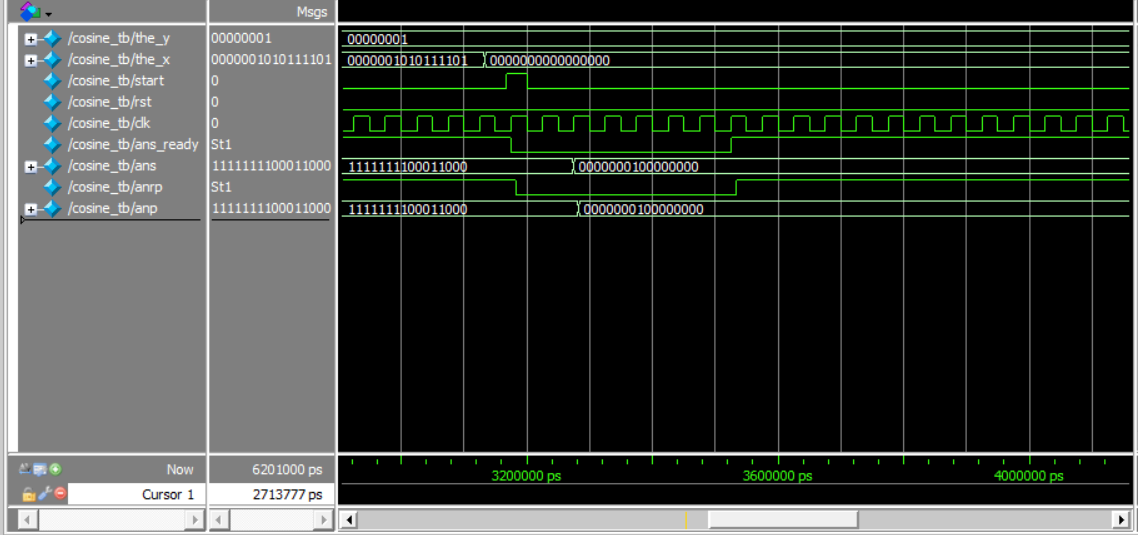 Msgs
/cosine_tb/the_y 00000001 00000001
/cosine_tb/the_x 0000001010111101 0000001010111101 0000000000000000
/cosine_tb/start 0
/cosine_tb/rst 0
/cosine_tb/clk 0
/cosine_tb/ans_ready St1
/cosine_tb/ans 1111111100011000 1111111100011000 0000000100000000
/cosine_tb/anrp St1
/cosine_tb/anp 1111111100011000 1111111100011000 0000000100000000
Now 6201000 ps 3200000 ps 3600000 ps 4000000 ps
Cursor 1 2713777 ps